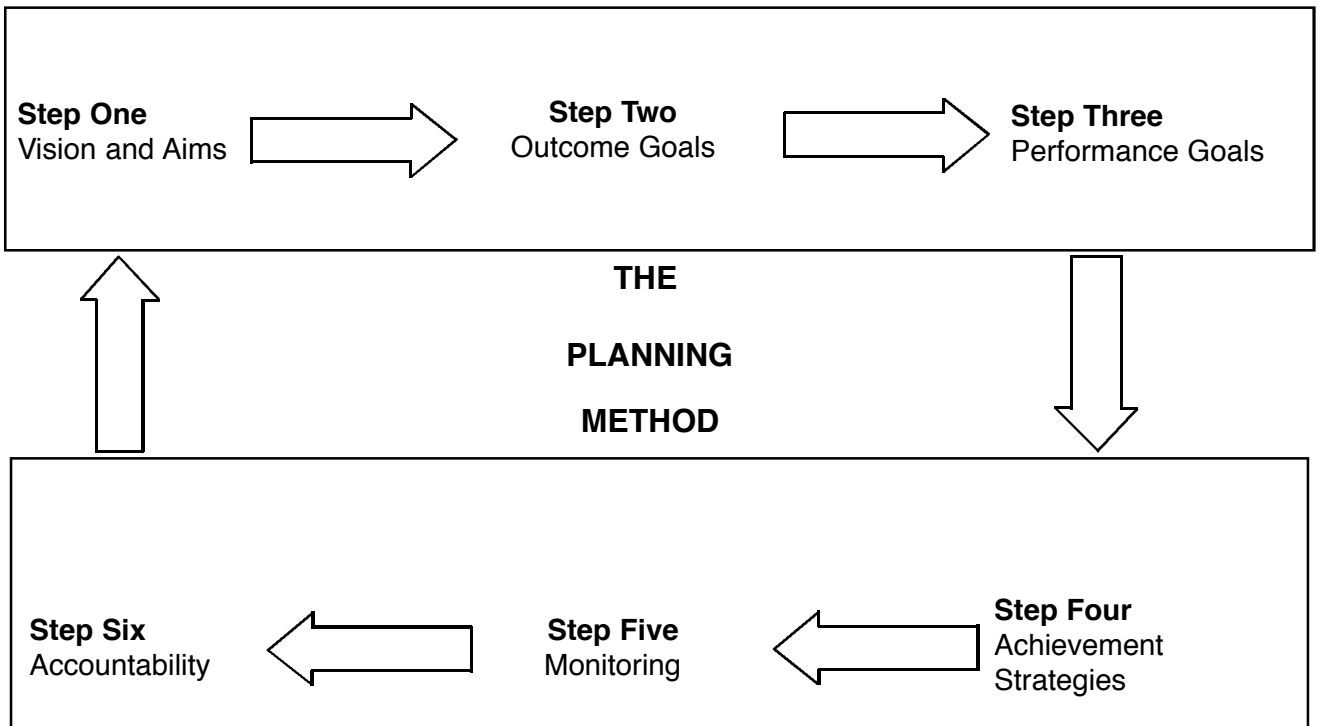 Step One
Vision and Aims
Step Two
Outcome Goals
Step Three
Performance Goals
THE
PLANNING
METHOD
Step Six
Accountability
Step Five
Monitoring
Step Four
Achievement
Strategies